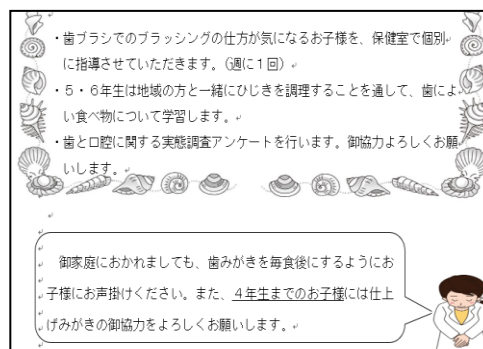 ・歯ブラシでのブラッシングの仕方が気になるお子様を、保健室で個別
に指導させていただきます。(週に１回)
・５・６年生は地域の方と一緒にひじきを調理することを通して、歯によ
い食べ物について学習します。
・歯と口腔に関する実態調査アンケートを行います。御協力よろしくお願
いします。
御家庭におかれましても、歯みがきを毎食後にするようにお
子様にお声掛けください。また、４年生までのお子様には仕上
げみがきの御協力をよろしくお願いします。